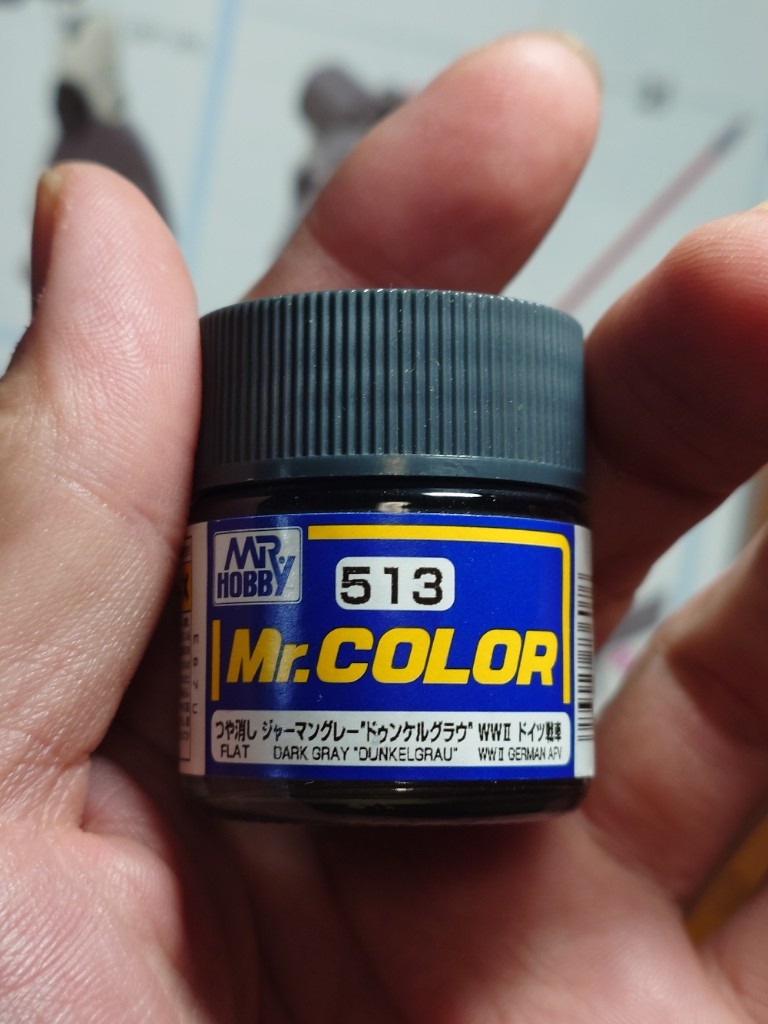 MR HOBBY
513
Mr.COLOR
つや消し ジャーマングレー"ドゥンケルグラウ" WWⅡ ドイツ戦車
FLAT DARK GRAY "DUNKELGRAU" WWⅡ GERMAN AFV